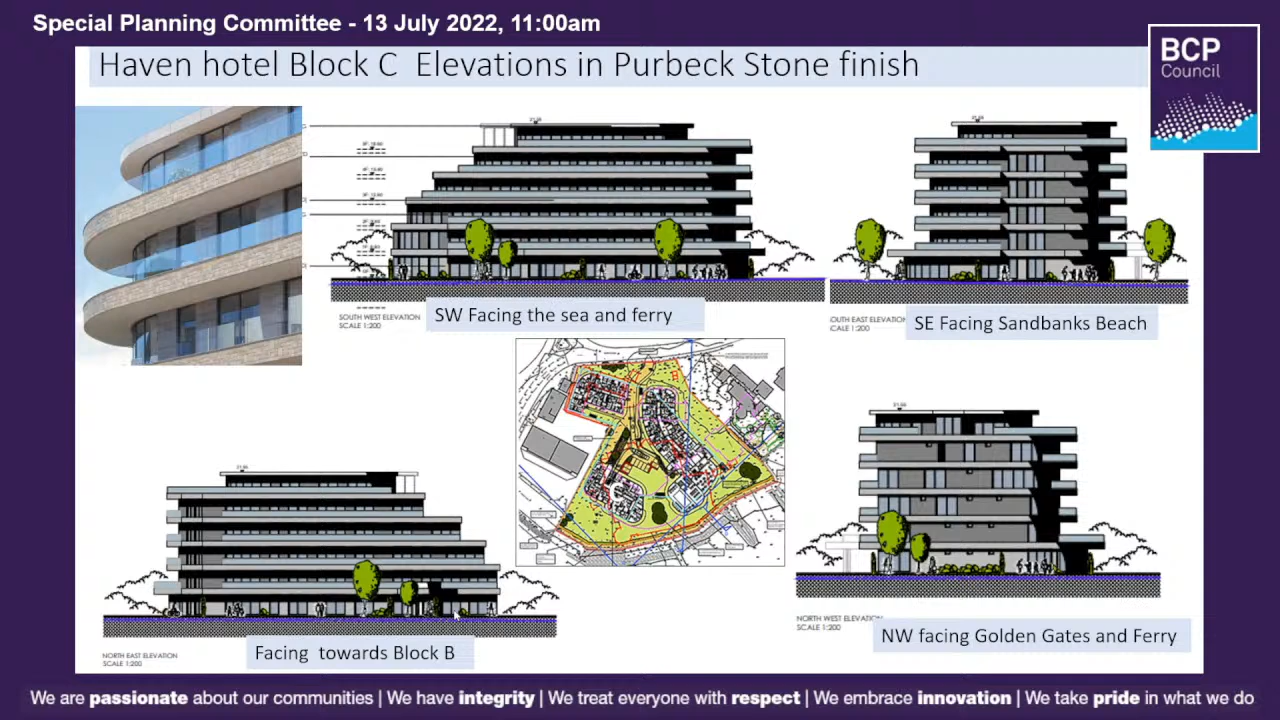 Special Planning Committee - 13 July 2022, 11:00am
BCP
Council
Haven hotel Block C Elevations in Purbeck Stone finish
SOUTH WEST ELEVATION
SCALE 1:200
SW Facing the sea and ferry
OUTH EAST ELEVATION
CALE 1:200
SE Facing Sandbanks Beach
NORTH EAST ELEVATION
SCALE 1:200
Facing towards Block B
NORTH WEST ELEVATION
SCALE 1:200
NW facing Golden Gates and Ferry
We are passionate about our communities | We have integrity | We treat everyone with respect | We embrace innovation | We take pride in what we do